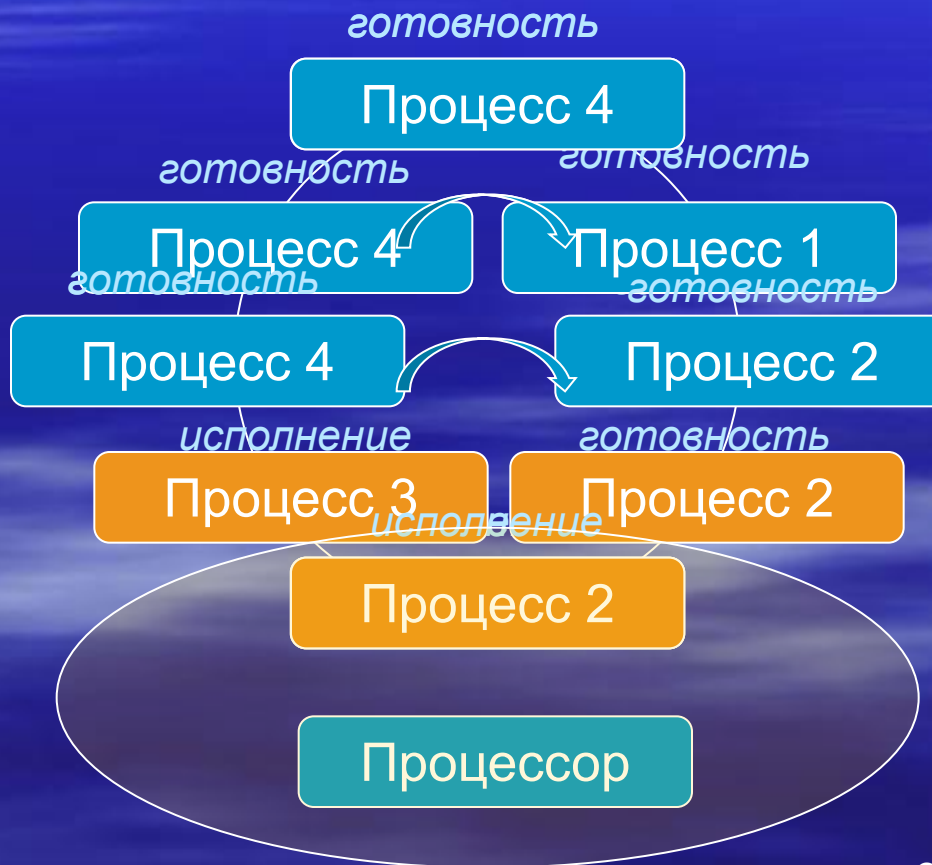 готовность
Процесс 4
готовность
готовность
Процесс 4
Процесс 1
готовность
готовность
Процесс 4
Процесс 2
исполнение
готовность
Процесс 3
Процесс 2
исполнение
Процесс 2
Процессор